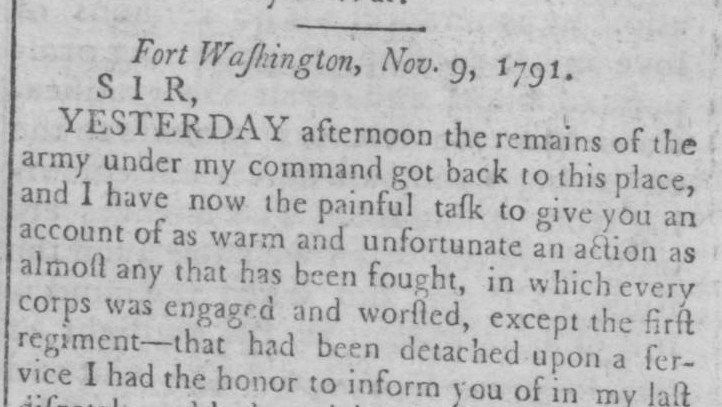 Fort Waſhington, Nov. 9, 1791.
S I R,
YESTERDAY afternoon the remains of the
army under my command got back to this place,
and I have now the painful taſk to give you an
account of as warm and unfortunate an action as
almoſt any that has been fought, in which every
corps was engaged and worſted, except the firſt
regiment—that had been detached upon a ſer-
vice I had the honor to inform you of in my laſt